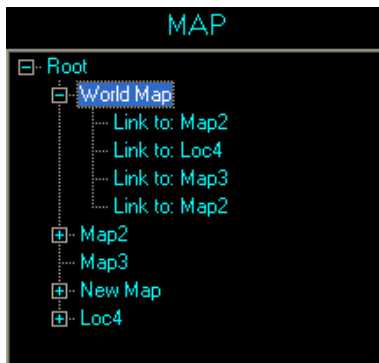 MAP
Root
World Map
Link to: Map2
Link to: Loc4
Link to: Map3
Link to: Map2
Map2
Map3
New Map
Loc4